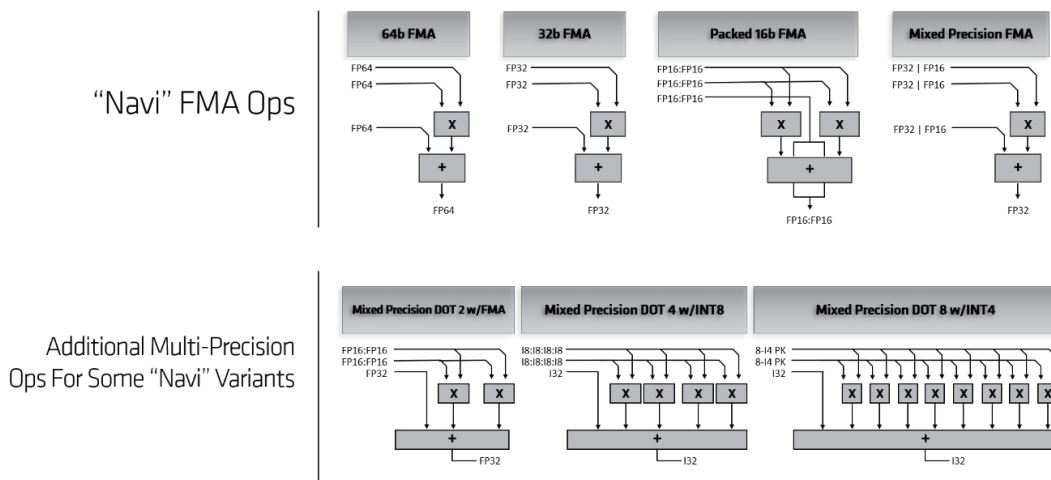 "Navi" FMA Ops
64b FMA
FP64
FP64
FP64
X
+
FP64
32b FMA
FP32
FP32
FP32
X
+
FP32
Packed 16b FMA
FP16:FP16
FP16:FP16
FP16:FP16
X X
+
FP16:FP16
Mixed Precision FMA
FP32 | FP16
FP32 | FP16
FP32 | FP16
X
+
FP32
Additional Multi-Precision
Ops For Some "Navi" Variants
Mixed Precision DOT 2 w/FMA
FP16:FP16
FP16:FP16
FP32
X X
+
FP32
Mixed Precision DOT 4 w/INT8
I8:I8:I8:I8
I8:I8:I8:I8
I32
X X X X
+
I32
Mixed Precision DOT 8 w/INT4
8-I4 PK
8-I4 PK
I32
X X X X X X X X
+
I32